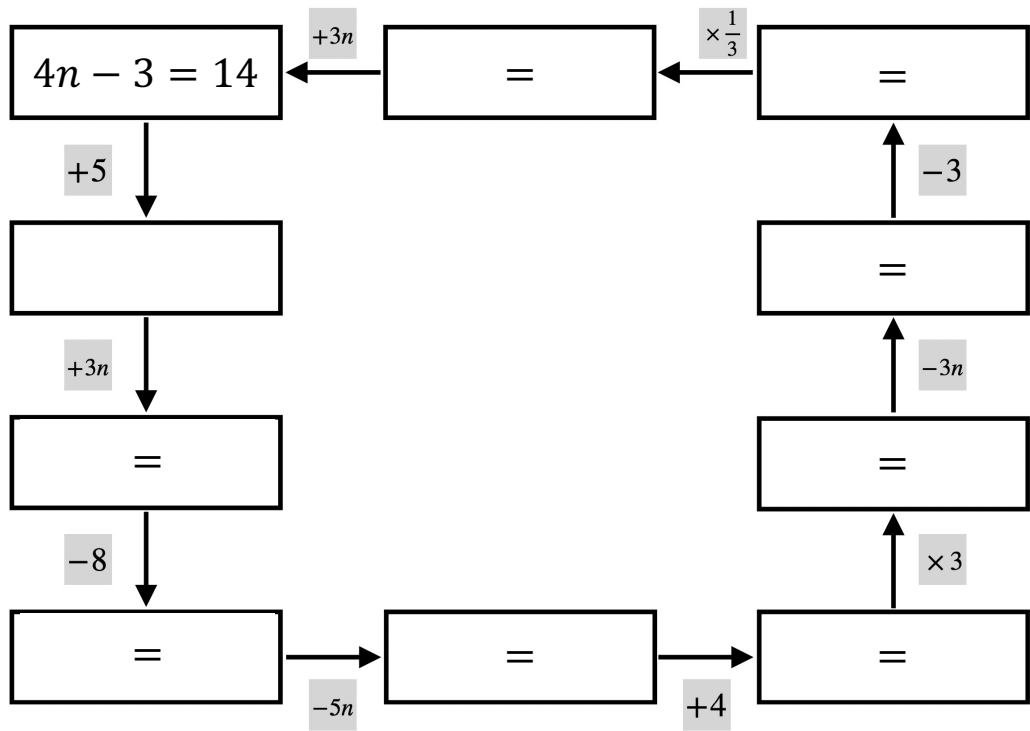 4n − 3 = 14
+3n
=
× 1/3
=
+5
−3
=
+3n
−3n
=
=
−8
×3
=
−5n
=
+4
=